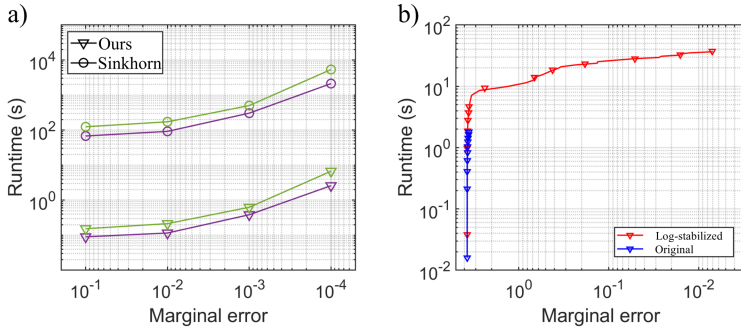 a)
Ours
Sinkhorn
10^4
10^2
10^0
Runtime (s)
10^-1
10^-2
10^-3
10^-4
Marginal error
b)
10^2
10^1
10^0
10^-1
10^-2
Runtime (s)
Log-stabilized
Original
10^0
10^-1
10^-2
Marginal error